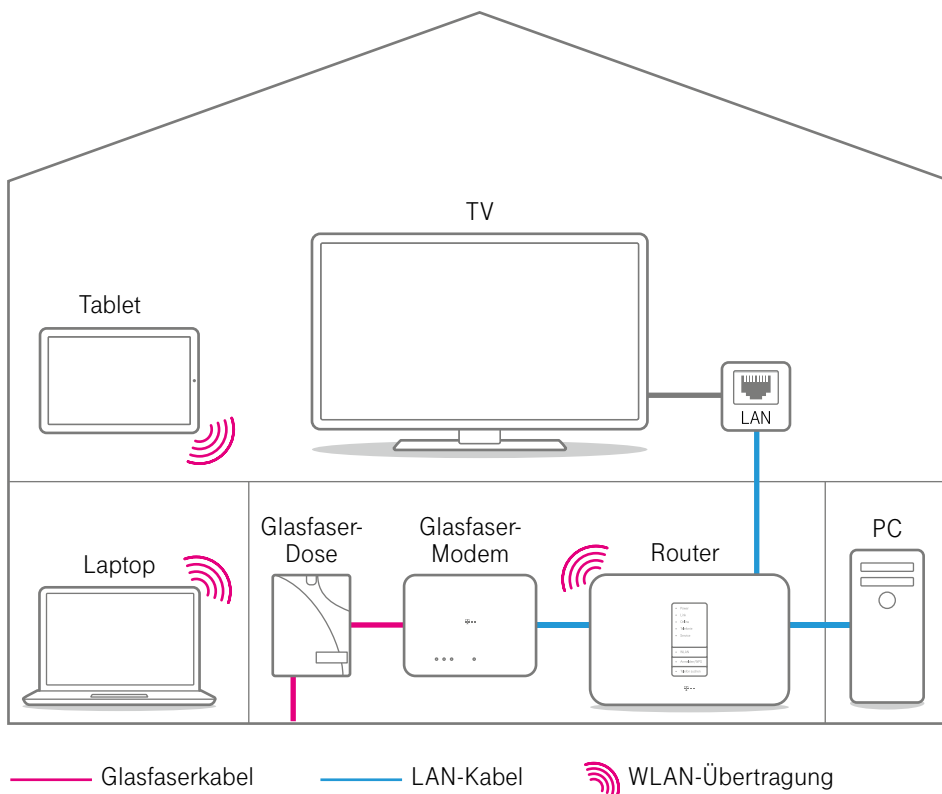 TV
Tablet
LAN
Glasfaser-
Dose
Glasfaser-
Modem
Router
PC
Laptop
Glasfaserkabel
LAN-Kabel
WLAN-Übertragung